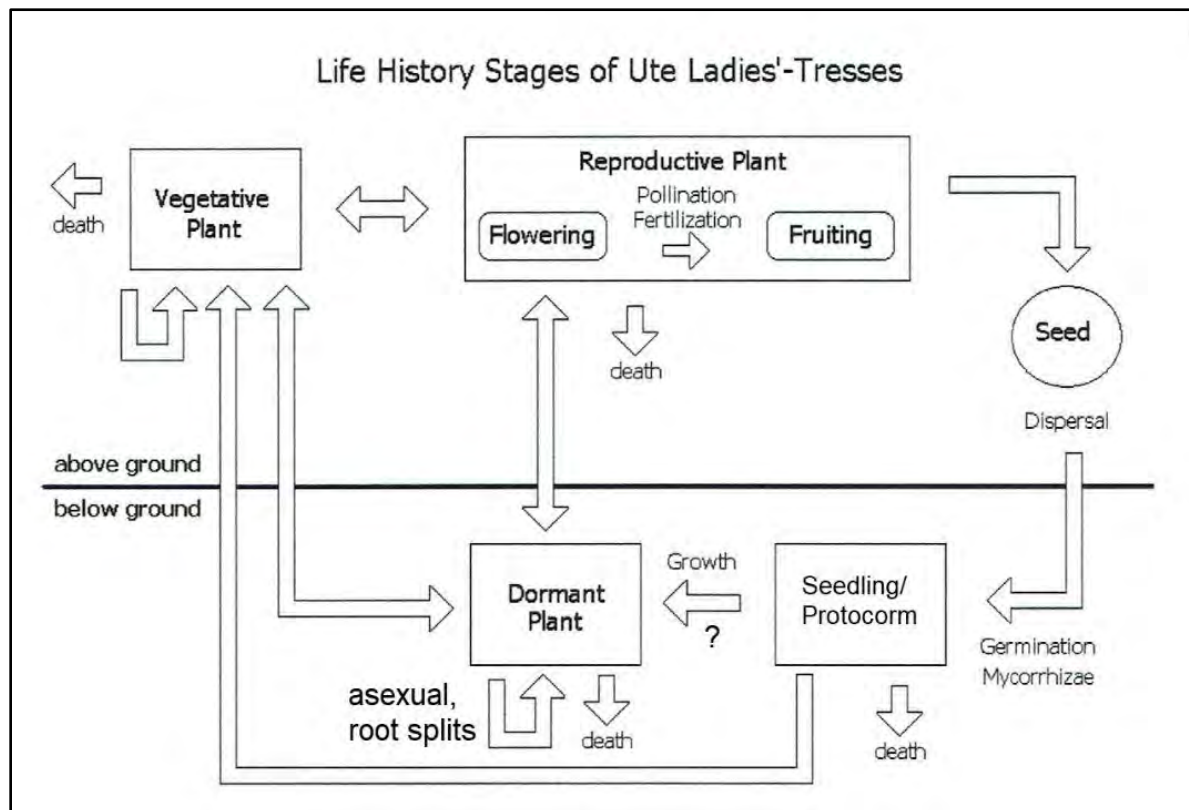 Life History Stages of Ute Ladies'-Tresses
death
Vegetative
Plant
Reproductive Plant
Flowering
Pollination
Fertilization
Fruiting
death
Seed
Dispersal
above ground
below ground
Dormant
Plant
Growth
?
Seedling/
Protocorm
Germination
Mycorrhizae
asexual,
root splits
death
death